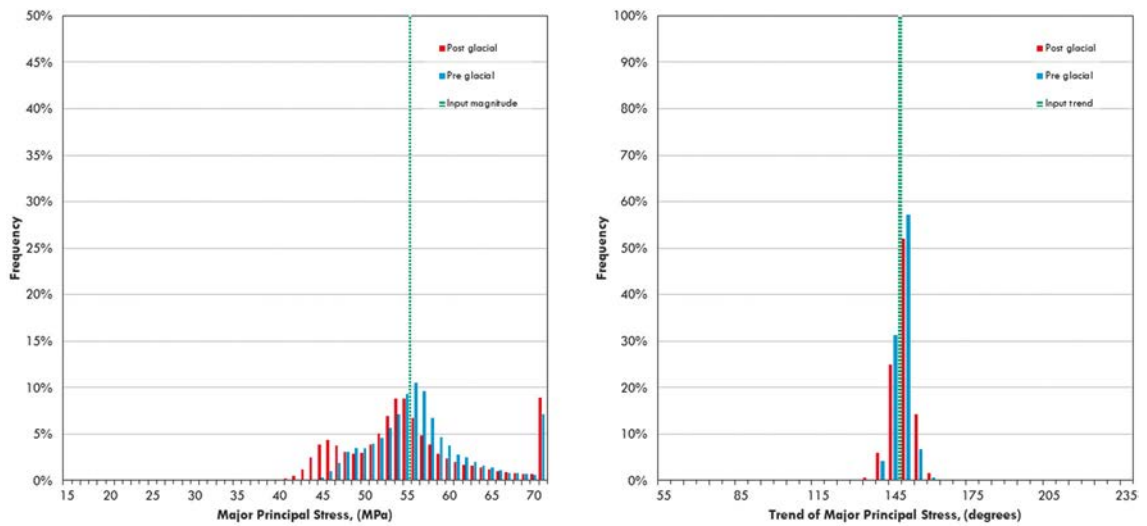 50%
45%
40%
35%
30%
25%
20%
15%
10%
5%
0%
Frequency
Post glacial
Pre glacial
Input magnitude
15 20 25 30 35 40 45 50 55 60 65 70
Major Principal Stress, (MPa)
100%
90%
80%
70%
60%
50%
40%
30%
20%
10%
0%
Frequency
Post glacial
Pre glacial
Input trend
55 85 115 145 175 205 235
Trend of Major Principal Stress, (degrees)